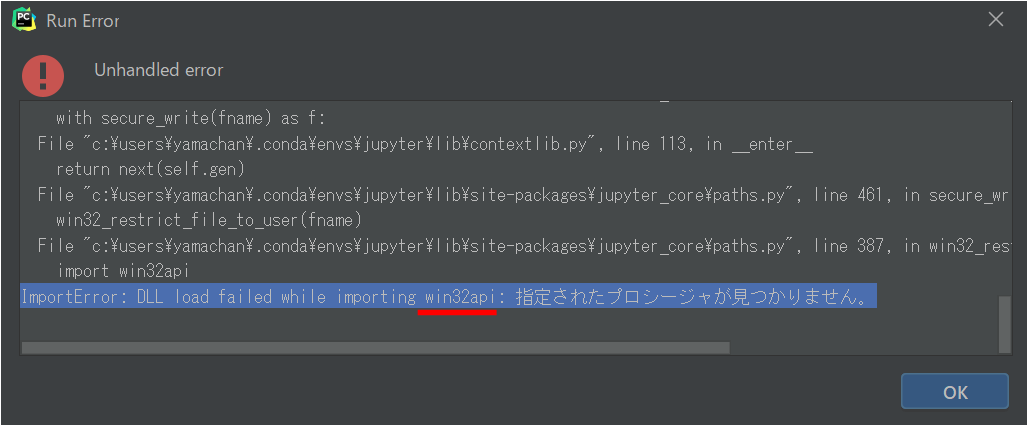 PC
Run Error
Unhandled error
with secure_write(fname) as f:
File "c:¥users¥yamachan¥.conda¥envs¥jupyter¥lib¥contextlib.py", line 113, in __enter__
return next(self.gen)
File "c:¥users¥yamachan¥.conda¥envs¥jupyter¥lib¥site-packages¥jupyter_core¥paths.py", line 461, in secure_wr
win32_restrict_file_to_user(fname)
File "c:¥users¥yamachan¥.conda¥envs¥jupyter¥lib¥site-packages¥jupyter_core¥paths.py", line 387, in win32_res
import win32api
ImportError: DLL load failed while importing win32api: 指定されたプロシージャが見つかりません。
OK